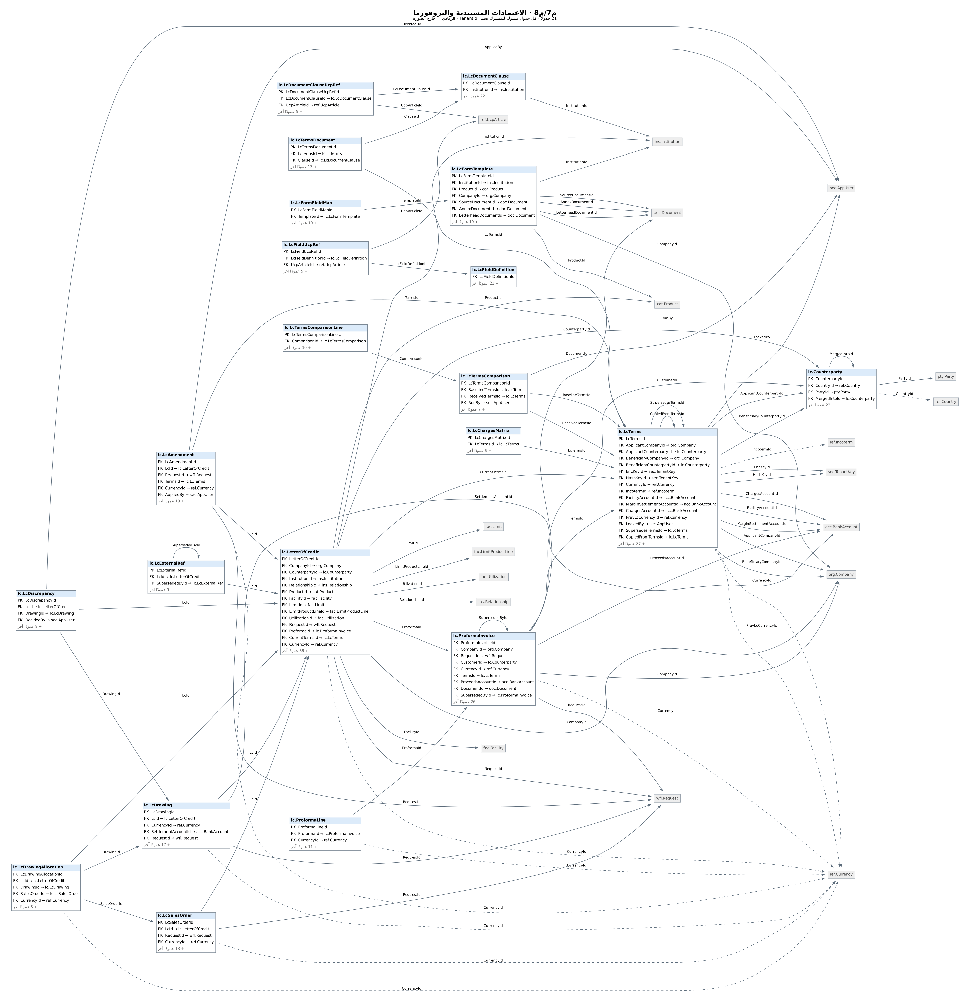 م7/م8 · الاعتمادات المستندية والبروفورما
21 جدولًا · كل جدول مملوك للمشترك يحمل TenantId · الرمادي = خارج الصورة
DecidedBy
AppliedBy
lc.LcDocumentClauseUcpRef
PK LcDocumentClauseUcpRefId
FK LcDocumentClauseId → lc.LcDocumentClause
FK UcpArticleId → ref.UcpArticle
+ 5 عمودًا آخر
LcDocumentClauseId
UcpArticleId
ClauseId
lc.LcDocumentClause
PK LcDocumentClauseId
FK InstitutionId → ins.Institution
+ 22 عمودًا آخر
InstitutionId
ref.UcpArticle
InstitutionId
ins.Institution
lc.LcTermsDocument
PK LcTermsDocumentId
FK LcTermsId → lc.LcTerms
FK ClauseId → lc.LcDocumentClause
+ 13 عمودًا آخر
lc.LcFormTemplate
PK LcFormTemplateId
FK InstitutionId → ins.Institution
FK ProductId → cat.Product
FK CompanyId → org.Company
FK SourceDocumentId → doc.Document
FK AnnexDocumentId → doc.Document
FK LetterheadDocumentId → doc.Document
+ 19 عمودًا آخر
InstitutionId
SourceDocumentId
AnnexDocumentId
LetterheadDocumentId
doc.Document
sec.AppUser
lc.LcFormFieldMap
PK LcFormFieldMapId
FK TemplateId → lc.LcFormTemplate
+ 10 عمودًا آخر
TemplateId
UcpArticleId
LcTermsId
CompanyId
ProductId
lc.LcFieldUcpRef
PK LcFieldUcpRefId
FK LcFieldDefinitionId → lc.LcFieldDefinition
FK UcpArticleId → ref.UcpArticle
+ 5 عمودًا آخر
LcFieldDefinitionId
lc.LcFieldDefinition
PK LcFieldDefinitionId
+ 21 عمودًا آخر
TermsId
ProductId
cat.Product
RunBy
lc.LcTermsComparisonLine
PK LcTermsComparisonLineId
FK ComparisonId → lc.LcTermsComparison
+ 10 عمودًا آخر
ComparisonId
CounterpartyId
LockedBy
DocumentId
lc.LcTermsComparison
PK LcTermsComparisonId
FK BaselineTermsId → lc.LcTerms
FK ReceivedTermsId → lc.LcTerms
FK RunBy → sec.AppUser
+ 7 عمودًا آخر
BaselineTermsId
ReceivedTermsId
CustomerId
MergedIntoId
lc.Counterparty
PK CounterpartyId
FK CountryId → ref.Country
FK PartyId → pty.Party
FK MergedIntoId → lc.Counterparty
+ 22 عمودًا آخر
PartyId
pty.Party
CountryId
ref.Country
ApplicantCounterpartyId
BeneficiaryCounterpartyId
SupersedesTermsId
CopiedFromTermsId
lc.LcChargesMatrix
PK LcChargesMatrixId
FK LcTermsId → lc.LcTerms
+ 9 عمودًا آخر
LcTermsId
lc.LcTerms
PK LcTermsId
FK ApplicantCompanyId → org.Company
FK ApplicantCounterpartyId → lc.Counterparty
FK BeneficiaryCompanyId → org.Company
FK BeneficiaryCounterpartyId → lc.Counterparty
FK EncKeyId → sec.TenantKey
FK HashKeyId → sec.TenantKey
FK CurrencyId → ref.Currency
FK IncotermId → ref.Incoterm
FK FacilityAccountId → acc.BankAccount
FK MarginSettlementAccountId → acc.BankAccount
FK ChargesAccountId → acc.BankAccount
FK PrevLcCurrencyId → ref.Currency
FK LockedBy → sec.AppUser
FK SupersedesTermsId → lc.LcTerms
FK CopiedFromTermsId → lc.LcTerms
+ 87 عمودًا آخر
IncotermId
ref.Incoterm
EncKeyId
HashKeyId
sec.TenantKey
ChargesAccountId
FacilityAccountId
MarginSettlementAccountId
acc.BankAccount
ApplicantCompanyId
BeneficiaryCompanyId
org.Company
CurrencyId
PrevLcCurrencyId
lc.LcAmendment
PK LcAmendmentId
FK LcId → lc.LetterOfCredit
FK RequestId → wfl.Request
FK TermsId → lc.LcTerms
FK CurrencyId → ref.Currency
FK AppliedBy → sec.AppUser
+ 19 عمودًا آخر
LcId
CurrentTermsId
SettlementAccountId
TermsId
SupersededById
lc.LcExternalRef
PK LcExternalRefId
FK LcId → lc.LetterOfCredit
FK SupersededById → lc.LcExternalRef
+ 9 عمودًا آخر
LcId
lc.LetterOfCredit
PK LetterOfCreditId
FK CompanyId → org.Company
FK CounterpartyId → lc.Counterparty
FK InstitutionId → ins.Institution
FK RelationshipId → ins.Relationship
FK ProductId → cat.Product
FK FacilityId → fac.Facility
FK LimitId → fac.Limit
FK LimitProductLineId → fac.LimitProductLine
FK UtilizationId → fac.Utilization
FK RequestId → wfl.Request
FK ProformaId → lc.ProformaInvoice
FK CurrentTermsId → lc.LcTerms
FK CurrencyId → ref.Currency
+ 36 عمودًا آخر
LimitId
fac.Limit
LimitProductLineId
fac.LimitProductLine
UtilizationId
fac.Utilization
RelationshipId
ins.Relationship
ProformaId
ProceedsAccountId
lc.LcDiscrepancy
PK LcDiscrepancyId
FK LcId → lc.LetterOfCredit
FK DrawingId → lc.LcDrawing
FK DecidedBy → sec.AppUser
+ 9 عمودًا آخر
LcId
DrawingId
LcId
SupersededById
lc.ProformaInvoice
PK ProformaInvoiceId
FK CompanyId → org.Company
FK RequestId → wfl.Request
FK CustomerId → lc.Counterparty
FK CurrencyId → ref.Currency
FK TermsId → lc.LcTerms
FK ProceedsAccountId → acc.BankAccount
FK DocumentId → doc.Document
FK SupersededById → lc.ProformaInvoice
+ 26 عمودًا آخر
CompanyId
RequestId
CurrencyId
CompanyId
FacilityId
ProformaId
fac.Facility
LcId
RequestId
wfl.Request
LcId
RequestId
lc.LcDrawing
PK LcDrawingId
FK LcId → lc.LetterOfCredit
FK CurrencyId → ref.Currency
FK SettlementAccountId → acc.BankAccount
FK RequestId → wfl.Request
+ 17 عمودًا آخر
lc.ProformaLine
PK ProformaLineId
FK ProformaId → lc.ProformaInvoice
FK CurrencyId → ref.Currency
+ 11 عمودًا آخر
DrawingId
RequestId
CurrencyId
CurrencyId
ref.Currency
lc.LcDrawingAllocation
PK LcDrawingAllocationId
FK LcId → lc.LetterOfCredit
FK DrawingId → lc.LcDrawing
FK SalesOrderId → lc.LcSalesOrder
FK CurrencyId → ref.Currency
+ 5 عمودًا آخر
SalesOrderId
RequestId
CurrencyId
lc.LcSalesOrder
PK LcSalesOrderId
FK LcId → lc.LetterOfCredit
FK RequestId → wfl.Request
FK CurrencyId → ref.Currency
+ 13 عمودًا آخر
CurrencyId
CurrencyId
CurrencyId